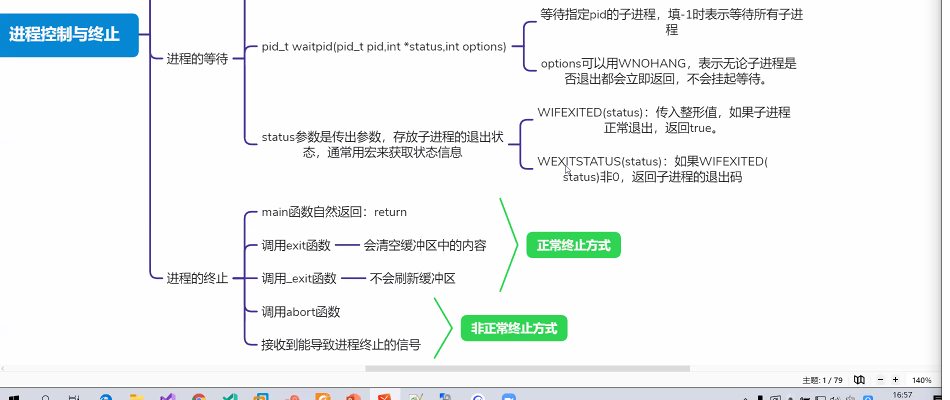 等待指定pid的子进程，填-1时表示等待所有子进
程
进程控制与终止
进程的等待
pid_t waitpid(pid_t pid,int *status,int options)
options可以用WNOHANG，表示无论子进程是
否退出都会立即返回，不会挂起等待。
status参数是传出参数，存放子进程的退出状
态，通常用宏来获取状态信息
WIFEXITED(status)：传入整形值，如果子进程
正常退出，返回true。
WEXITSTATUS(status)：如果WIFEXITED(
status)非0，返回子进程的退出码
进程的终止
main函数自然返回：return
调用exit函数
会清空缓冲区中的内容
调用_exit函数
不会刷新缓冲区
正常终止方式
调用abort函数
接收到能导致进程终止的信号
非正常终止方式
主题: 1 / 79
140%
16:57